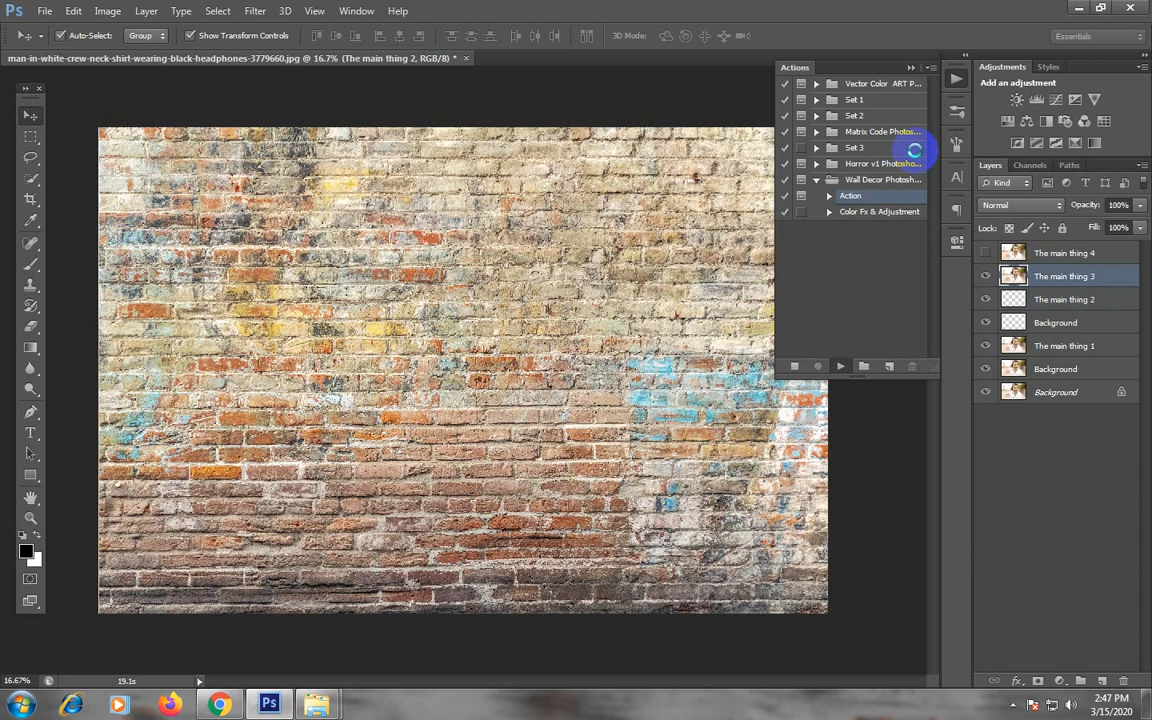 Ps File Edit Image Layer Type Select Filter 3D View Window Help
Auto-Select: Group Show Transform Controls 3D Mode: Essentials
man-in-white-crew-neck-shirt-wearing-black-headphones-3779660.jpg @ 16.7% (The main thing 2, RGB/8) *
Actions
Vector Color ART P...
Set 1
Set 2
Matrix Code Photos...
Set 3
Horror v1 Photosho...
Wall Decor Photosh...
Action
Color Fx & Adjustment
Adjustments Styles
Add an adjustment
Layers Channels Paths
Kind
Normal Opacity: 100%
Lock: Fill: 100%
The main thing 4
The main thing 3
The main thing 2
Background
The main thing 1
Background
Background
16.67% 19.1s
Ps
2:47 PM
3/15/2020